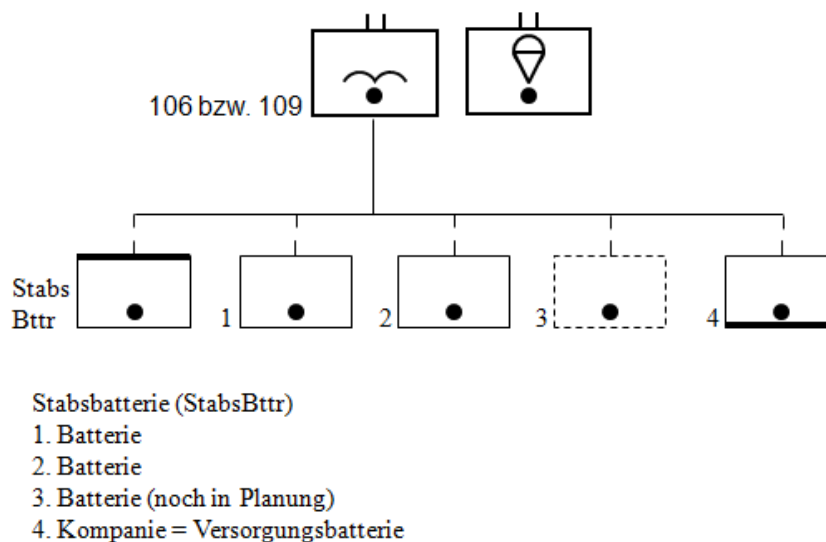 106 bzw. 109
Stabs
Bttr
1
2
3
4
Stabsbatterie (StabsBttr)
1. Batterie
2. Batterie
3. Batterie (noch in Planung)
4. Kompanie = Versorgungsbatterie